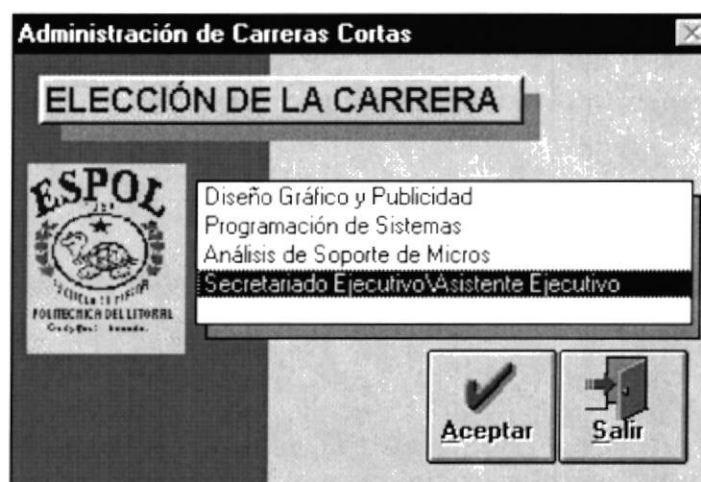 Administración de Carreras Cortas
ELECCIÓN DE LA CARRERA
ESPOL
POLITECNICA DEL LITORAL
Diseño Gráfico y Publicidad
Programación de Sistemas
Análisis de Soporte de Micros
Secretariado Ejecutivo\Asistente Ejecutivo
Aceptar
Salir